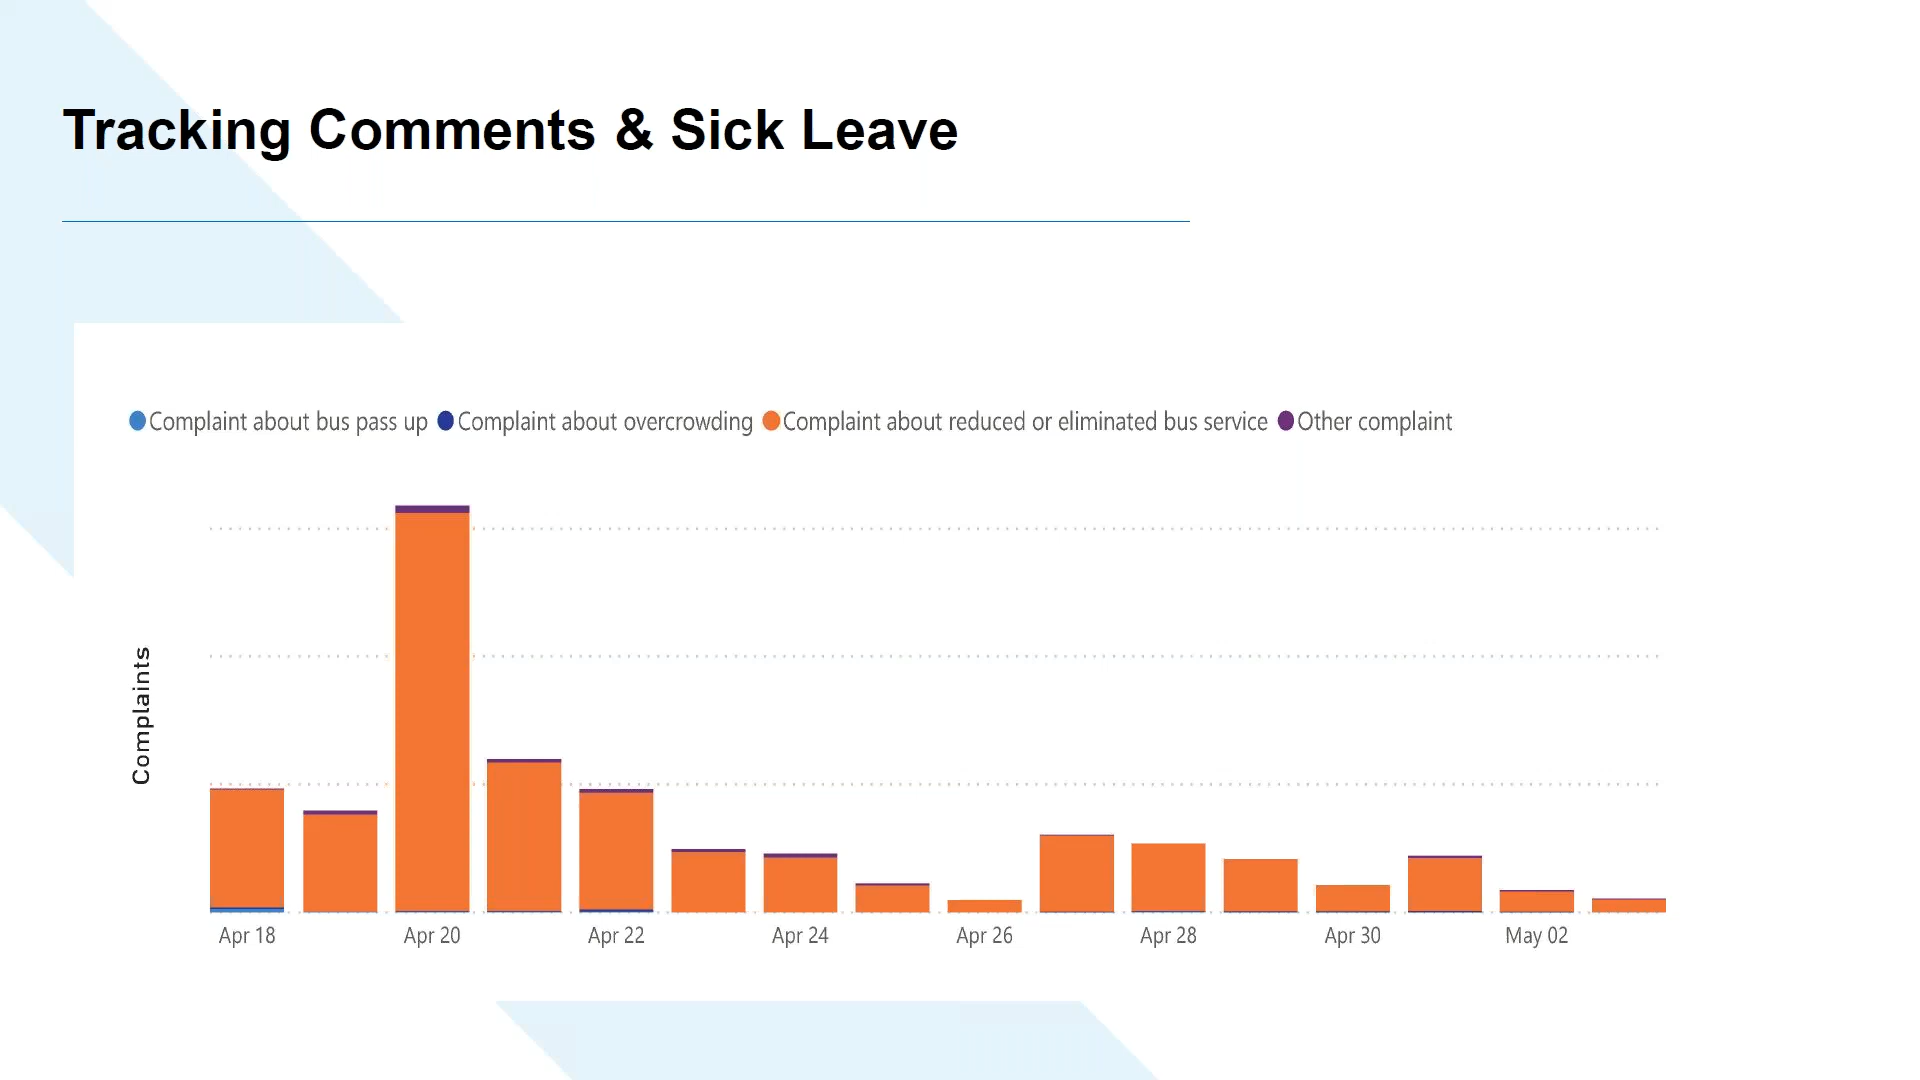 Tracking Comments & Sick Leave
Complaint about bus pass up Complaint about overcrowding Complaint about reduced or eliminated bus service Other complaint
Complaints
Apr 18 Apr 20 Apr 22 Apr 24 Apr 26 Apr 28 Apr 30 May 02